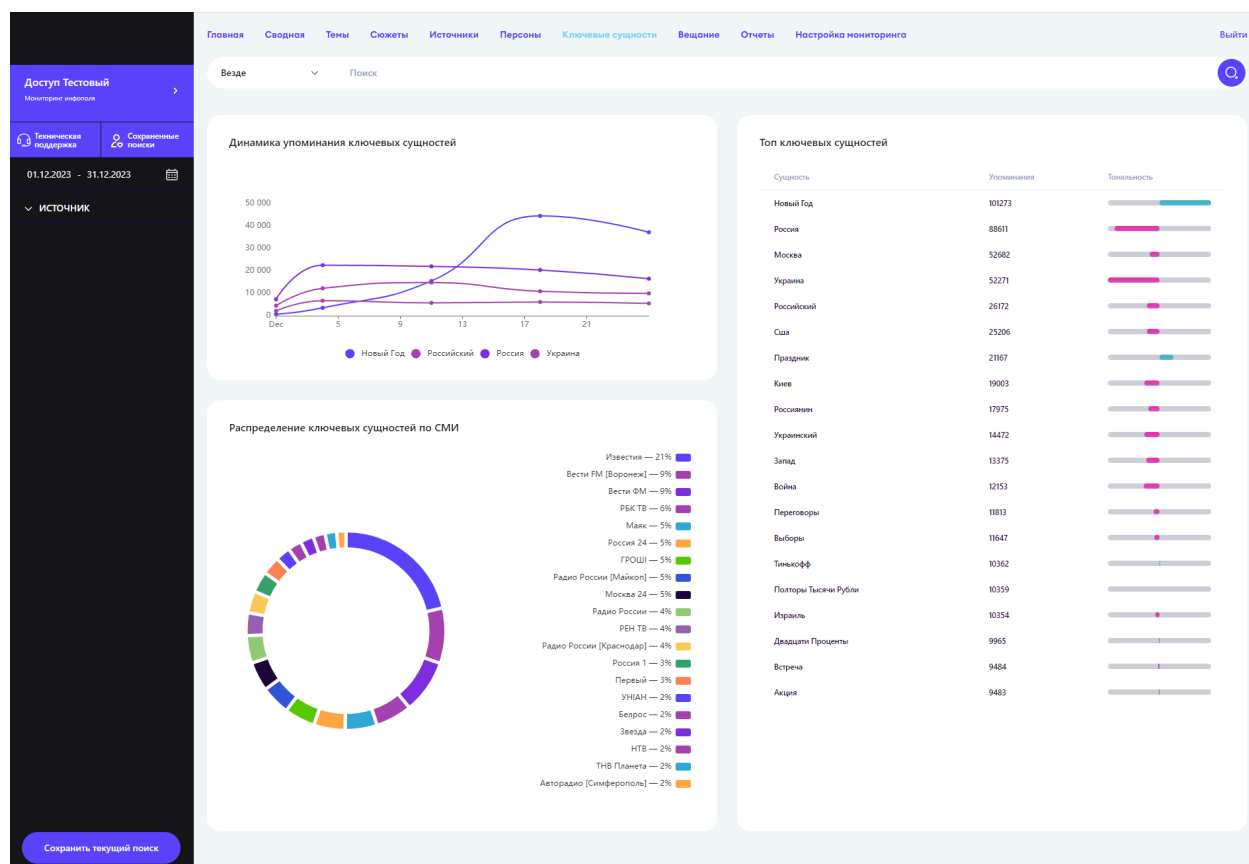 Главная Сводная Темы Сюжеты Источники Персоны Ключевые сущности Вещание Отчеты Настройка мониторинга Выйти
Везде Поиск
Доступ Тестовый
Мониторинг инфополя
Техническая поддержка
Сохраненные поиски
01.12.2023 - 31.12.2023
ИСТОЧНИК
Сохранить текущий поиск
Динамика упоминания ключевых сущностей
50 000
40 000
30 000
20 000
10 000
0
Dec 5 9 13 17 21
Новый Год Российский Россия Украина
Распределение ключевых сущностей по СМИ
Известия — 21%
Вести FM [Воронеж] — 9%
Вести ФМ — 9%
РБК ТВ — 6%
Маяк — 5%
Россия 24 — 5%
ГРОШІ — 5%
Радио России [Майкоп] — 5%
Москва 24 — 5%
Радио России — 4%
РЕН ТВ — 4%
Радио России [Краснодар] — 4%
Россия 1 — 3%
Первый — 3%
УНІАН — 2%
Белрос — 2%
Звезда — 2%
НТВ — 2%
ТНВ Планета — 2%
Авторадио [Симферополь] — 2%
Топ ключевых сущностей
Сущность Упоминания Тональность
Новый Год 101273
Россия 88611
Москва 52682
Украина 52271
Российский 26172
Сша 25206
Праздник 21167
Киев 19003
Россиянин 17975
Украинский 14472
Запад 13375
Война 12153
Переговоры 11813
Выборы 11647
Тинькофф 10362
Полторы Тысячи Рубли 10359
Израиль 10354
Двадцати Проценты 9965
Встреча 9484
Акция 9483